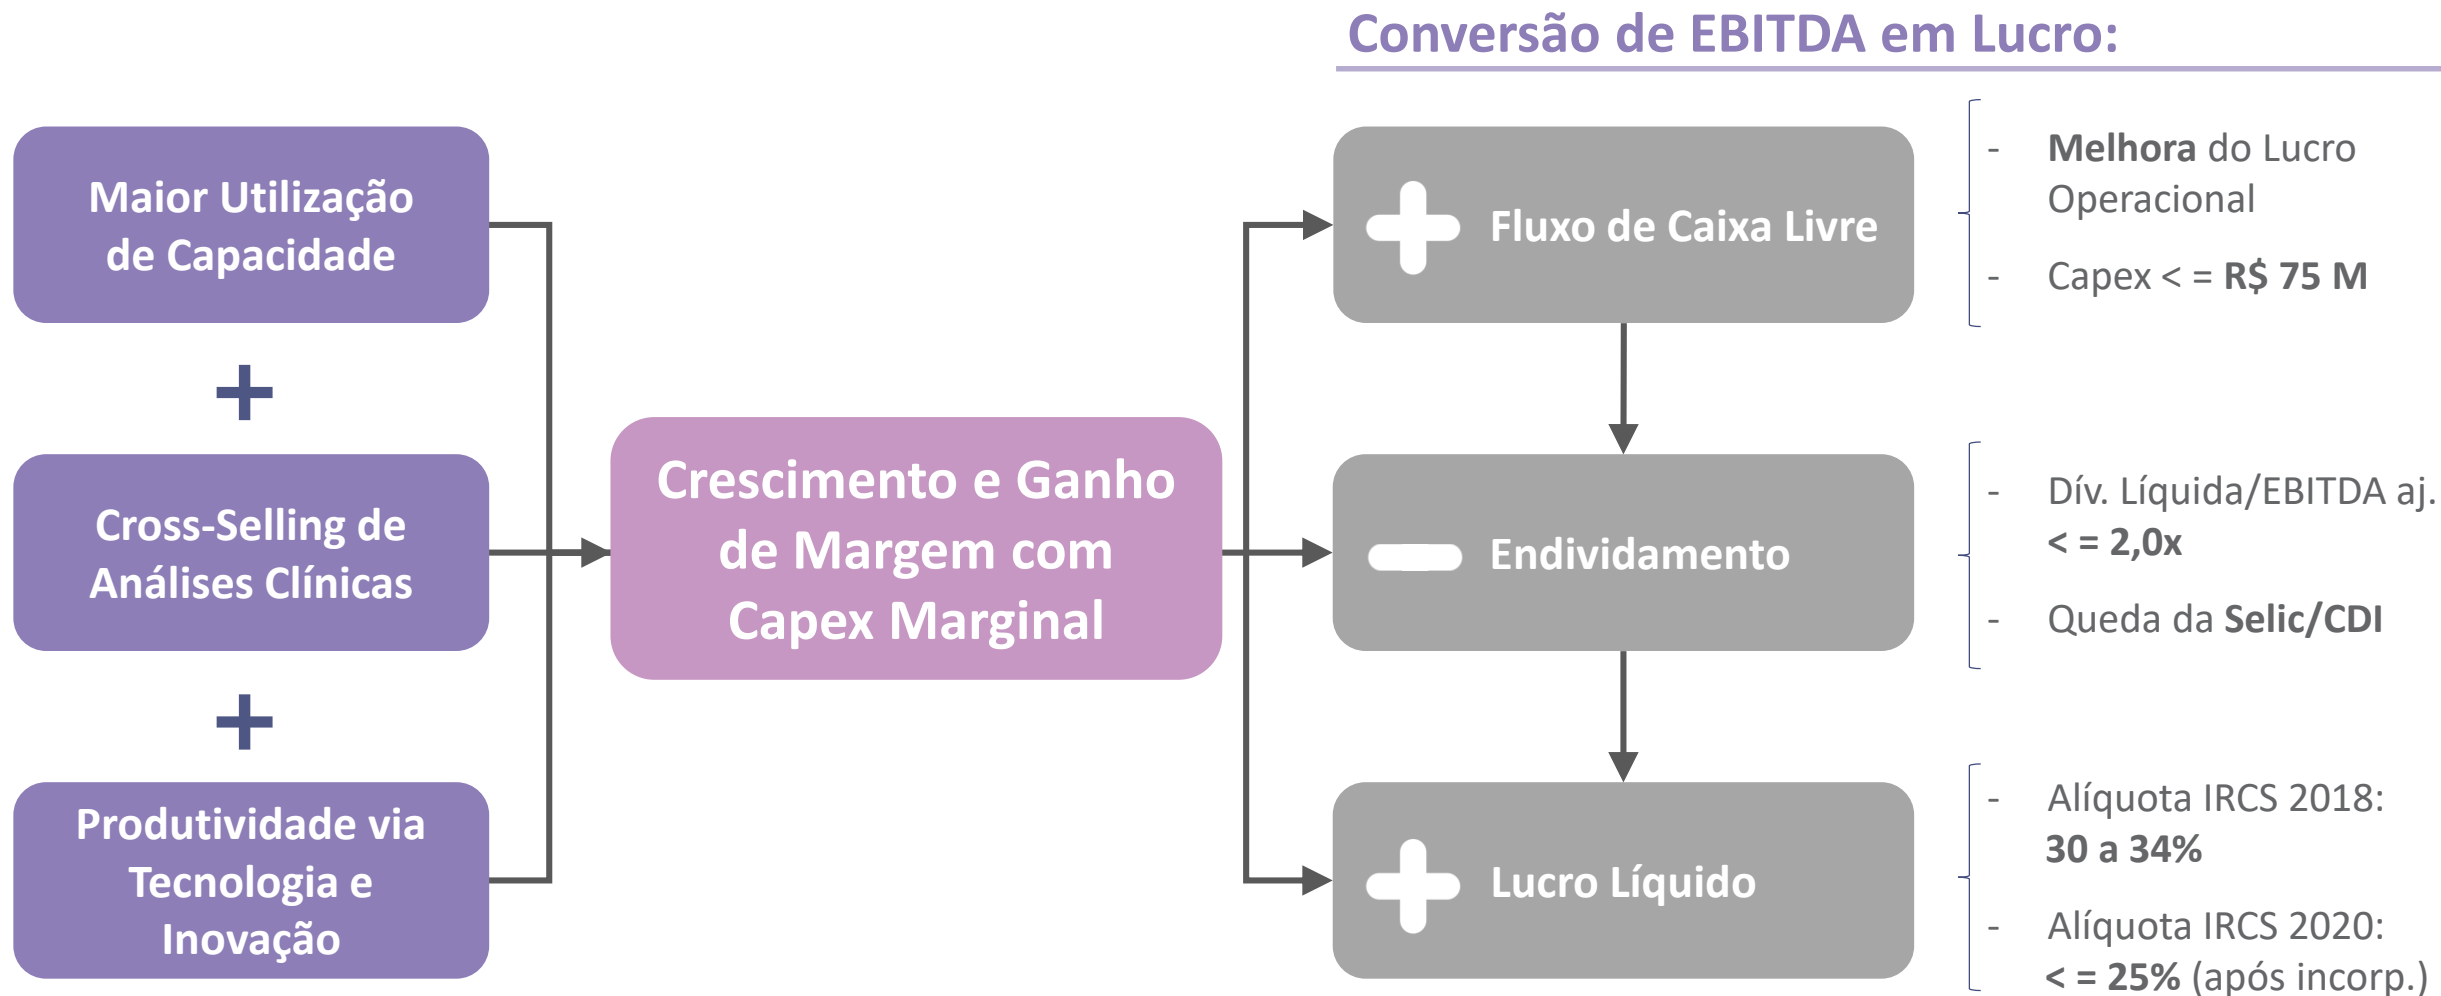 Conversão de EBITDA em Lucro:
Maior Utilização
de Capacidade
+
Cross-Selling de
Análises Clínicas
+
Produtividade via
Tecnologia e
Inovação
Crescimento e Ganho
de Margem com
Capex Marginal
+ Fluxo de Caixa Livre
- Melhora do Lucro
Operacional
- Capex < = R$ 75 M
− Endividamento
- Dív. Líquida/EBITDA aj.
< = 2,0x
- Queda da Selic/CDI
+ Lucro Líquido
- Alíquota IRCS 2018:
30 a 34%
- Alíquota IRCS 2020:
< = 25% (após incorp.)